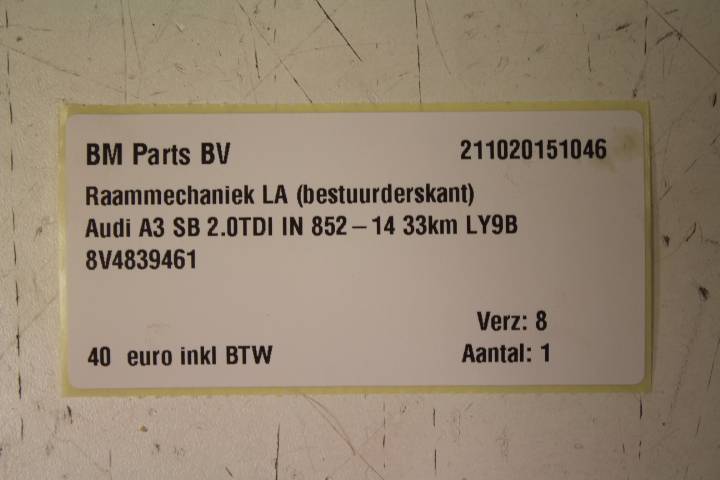 BM Parts BV 211020151046
Raammechaniek LA (bestuurderskant)
Audi A3 SB 2.0TDI IN 852-14 33km LY9B
8V4839461
Verz: 8
40 euro inkl BTW Aantal: 1